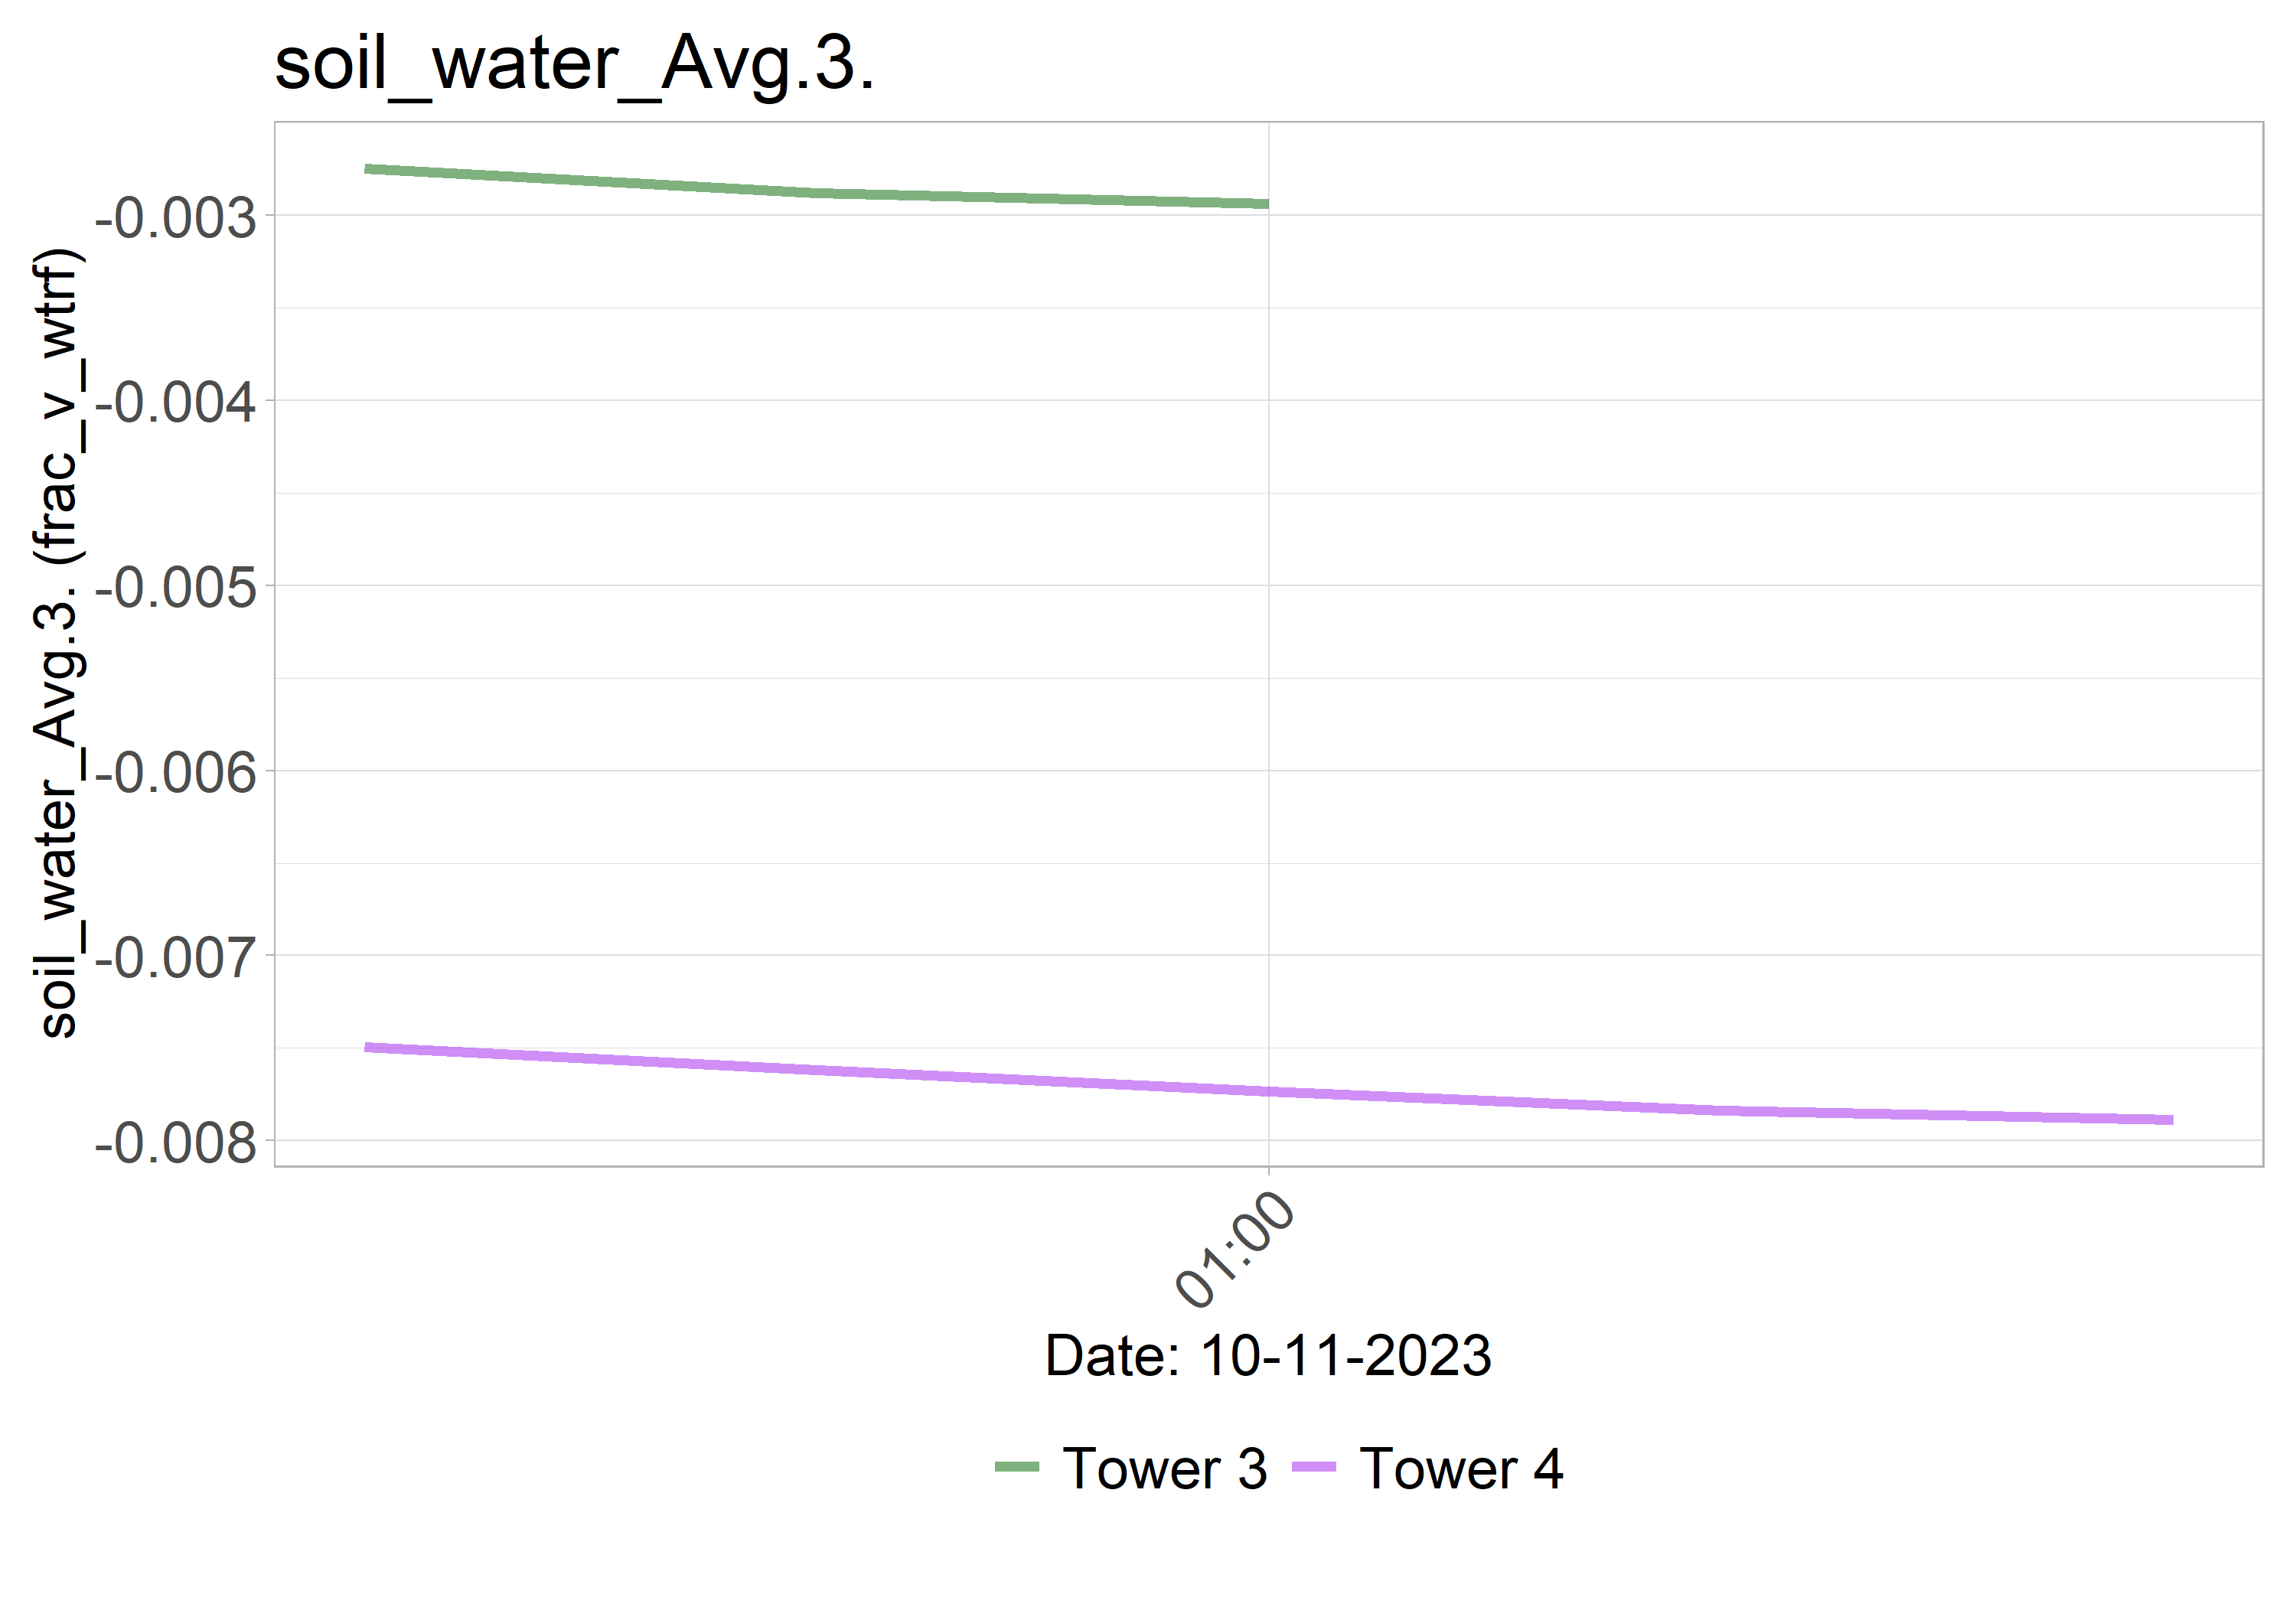 soil_water_Avg.3.
soil_water_Avg.3. (frac_v_wtrf)
-0.003
-0.004
-0.005
-0.006
-0.007
-0.008
01:00
Date: 10-11-2023
Tower 3 Tower 4